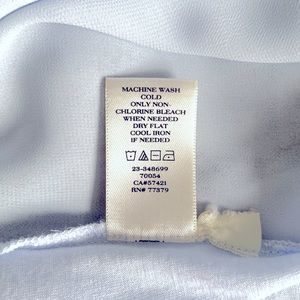 MACHINE WASH
COLD
ONLY NON-
CHLORINE BLEACH
WHEN NEEDED
DRY FLAT
COOL IRON
IF NEEDED
23-348699
70054
CA#57421
RN# 77379